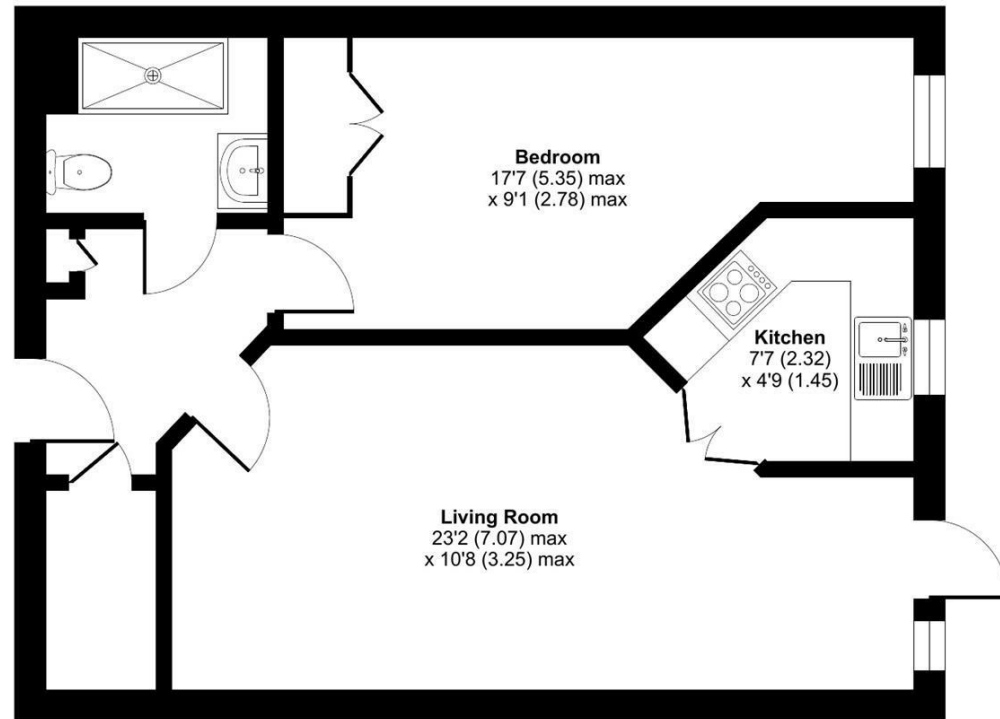 Bedroom
17'7 (5.35) max
x 9'1 (2.78) max
Kitchen
7'7 (2.32)
x 4'9 (1.45)
Living Room
23'2 (7.07) max
x 10'8 (3.25) max